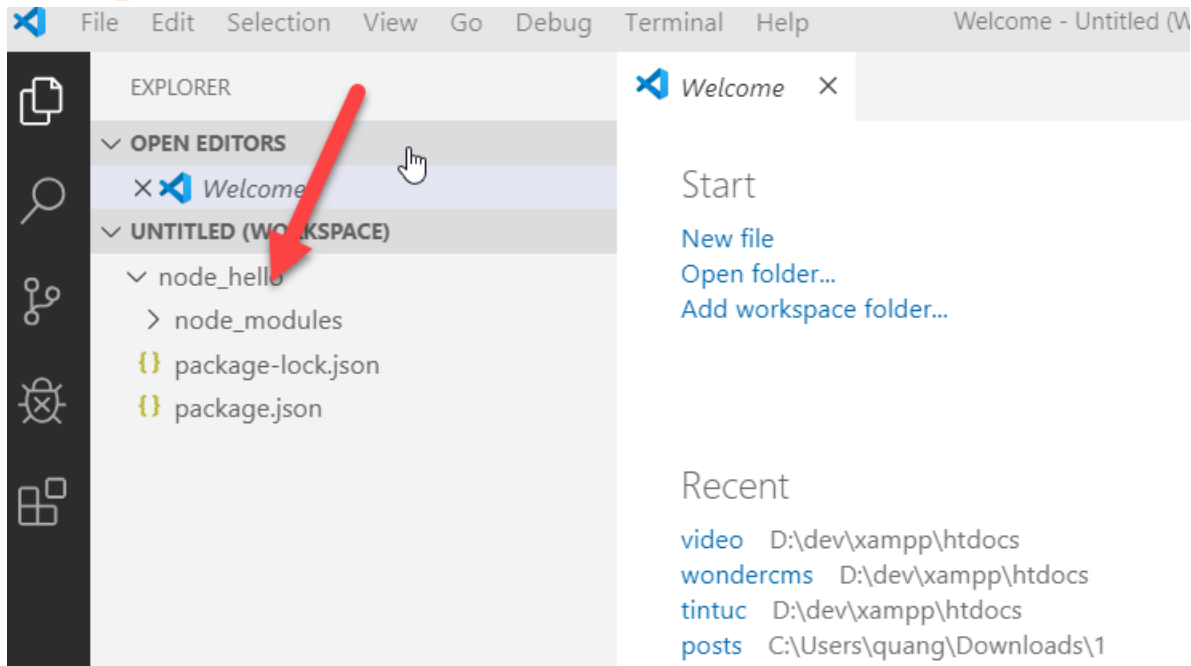 File Edit Selection View Go Debug Terminal Help Welcome - Untitled (W
EXPLORER
OPEN EDITORS
Welcome
UNTITLED (WORKSPACE)
node_hello
node_modules
package-lock.json
package.json
Welcome
Start
New file
Open folder...
Add workspace folder...
Recent
video D:\dev\xampp\htdocs
wondercms D:\dev\xampp\htdocs
tintuc D:\dev\xampp\htdocs
posts C:\Users\quang\Downloads\1